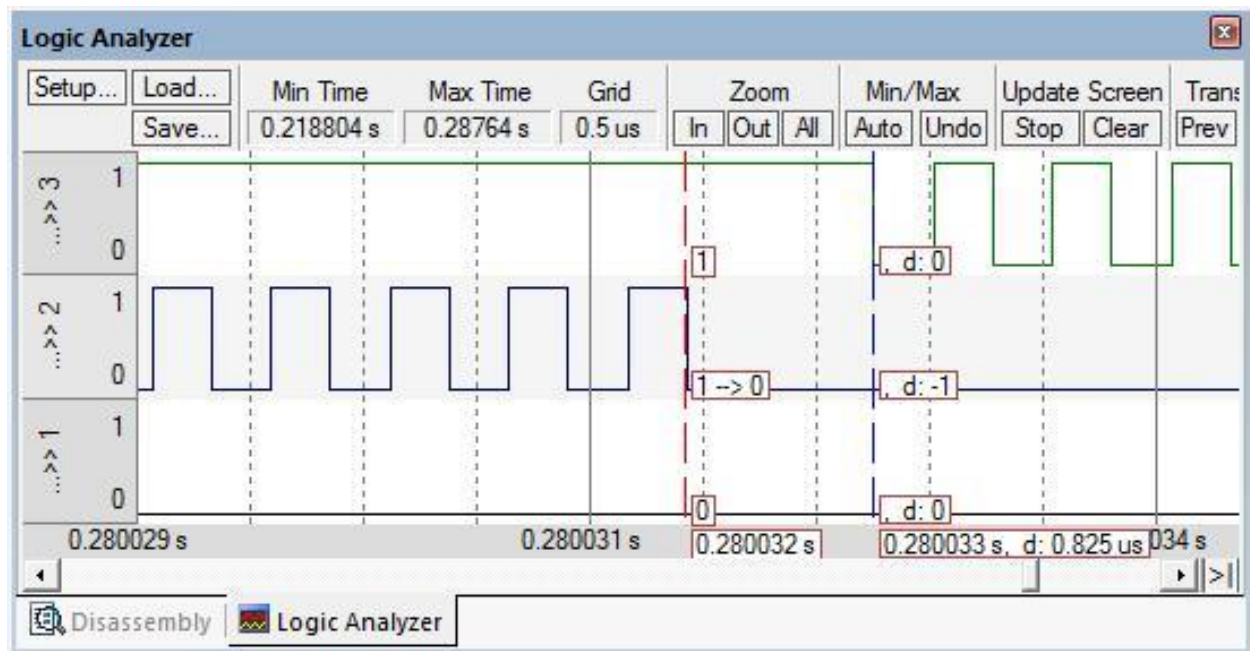 Logic Analyzer
Setup... Load... Min Time Max Time Grid Zoom Min/Max Update Screen Trans
Save... 0.218804 s 0.28764 s 0.5 us In Out All Auto Undo Stop Clear Prev
...>> 3
1
0
1
, d: 0
...>> 2
1
0
1 --> 0
, d: -1
...>> 1
1
0
0
, d: 0
0.280029 s 0.280031 s 0.280032 s 0.280033 s, d: 0.825 us 034 s
>|
Disassembly Logic Analyzer